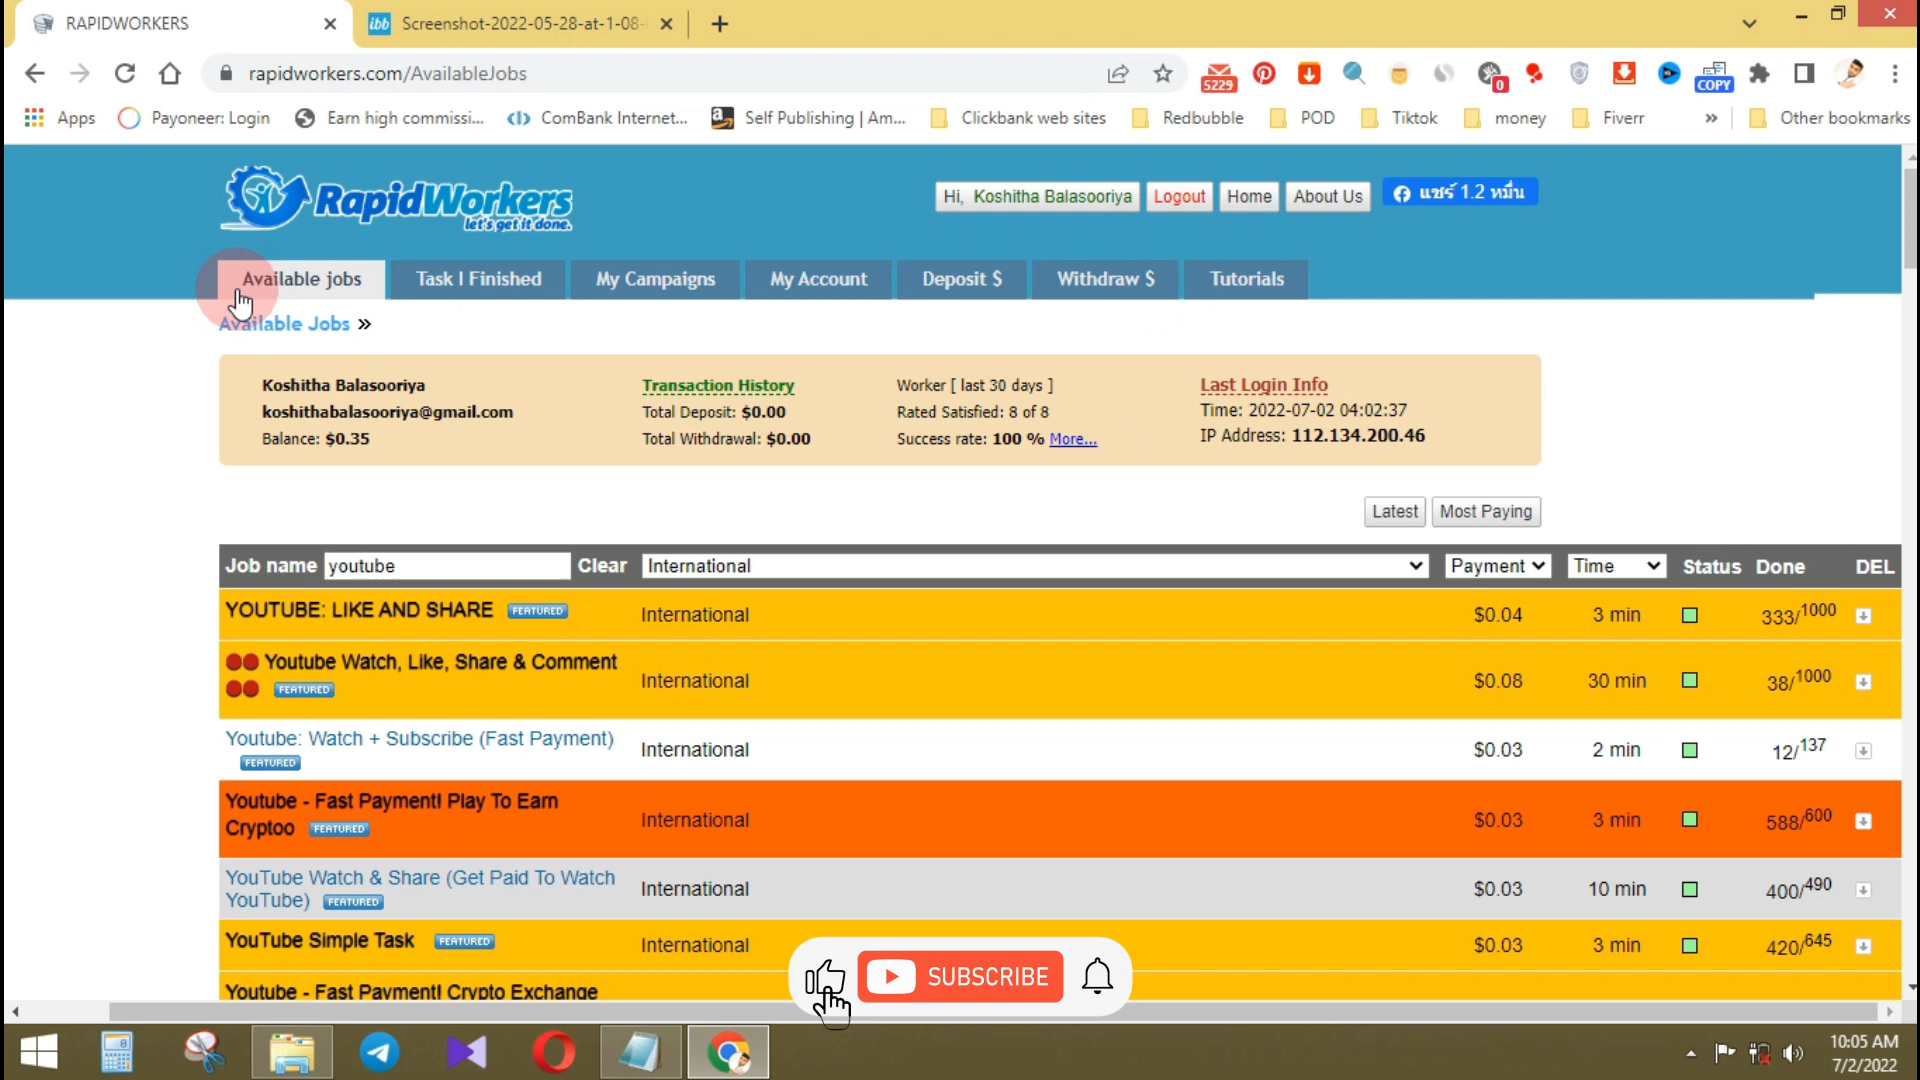 RAPIDWORKERS
ibb Screenshot-2022-05-28-at-1-08-
rapidworkers.com/AvailableJobs
5229
0
COPY
Apps Payoneer: Login Earn high commissi... ComBank Internet... Self Publishing | Am... Clickbank web sites Redbubble POD Tiktok money Fiverr » Other bookmarks
RapidWorkers
let's get it done.
Hi, Koshitha Balasooriya Logout Home About Us แชร์ 1.2 หมื่น
Available jobs Task I Finished My Campaigns My Account Deposit $ Withdraw $ Tutorials
Available Jobs »
Koshitha Balasooriya Transaction History Worker [ last 30 days ] Last Login Info
koshithabalasooriya@gmail.com Total Deposit: $0.00 Rated Satisfied: 8 of 8 Time: 2022-07-02 04:02:37
Balance: $0.35 Total Withdrawal: $0.00 Success rate: 100 % More... IP Address: 112.134.200.46
Latest Most Paying
Job name youtube Clear International Payment Time Status Done DEL
YOUTUBE: LIKE AND SHARE FEATURED International $0.04 3 min 333/1000
Youtube Watch, Like, Share & Comment
FEATURED International $0.08 30 min 38/1000
Youtube: Watch + Subscribe (Fast Payment)
FEATURED International $0.03 2 min 12/137
Youtube - Fast Payment! Play To Earn
Cryptoo FEATURED International $0.03 3 min 588/600
YouTube Watch & Share (Get Paid To Watch
YouTube) FEATURED International $0.03 10 min 400/490
YouTube Simple Task FEATURED International $0.03 3 min 420/645
Youtube - Fast Payment! Crypto Exchange
SUBSCRIBE
10:05 AM
7/2/2022